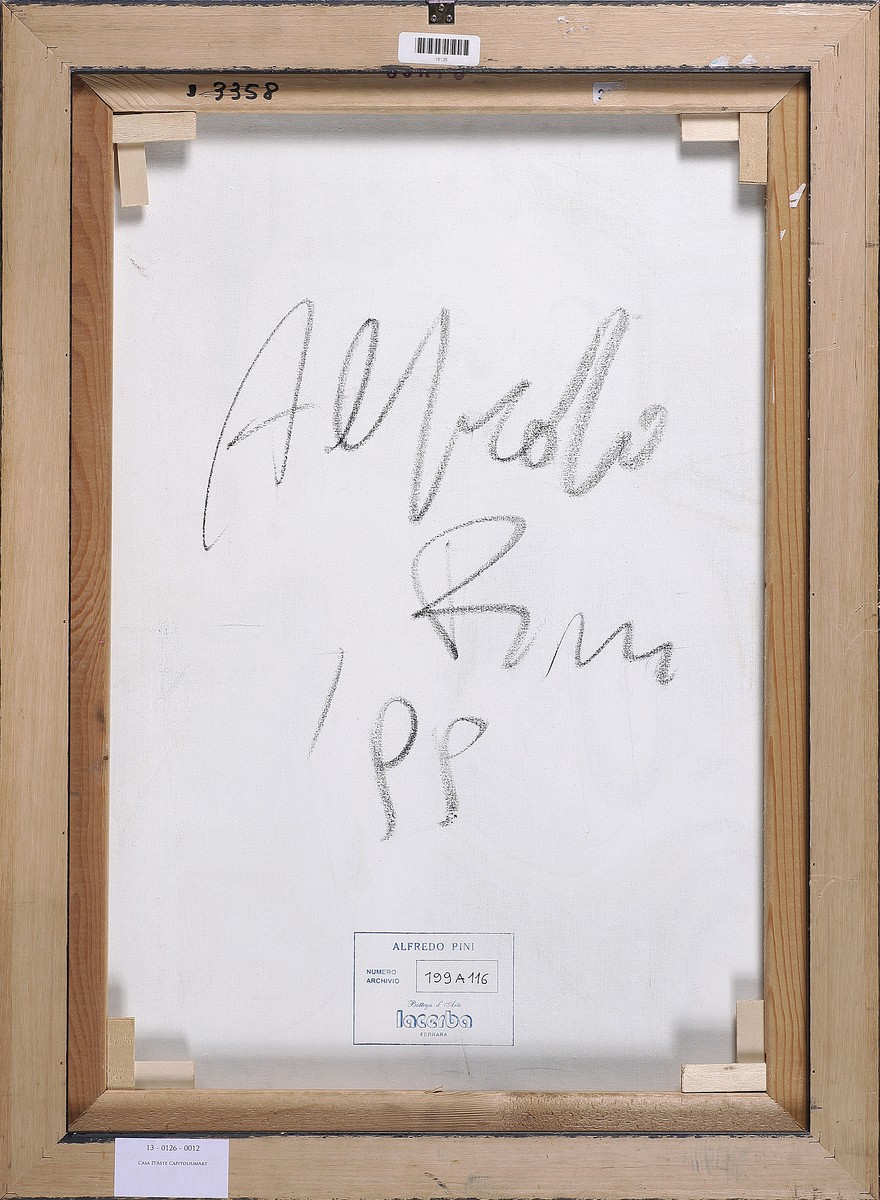 18126
3358
Alfredo
Pini
'99
ALFREDO PINI
NUMERO
ARCHIVIO
199A116
Bottega d'Arte
lacerba
FERRARA
13 - 0126 - 0012
CASA D'ASTE CAPITOLIUMART